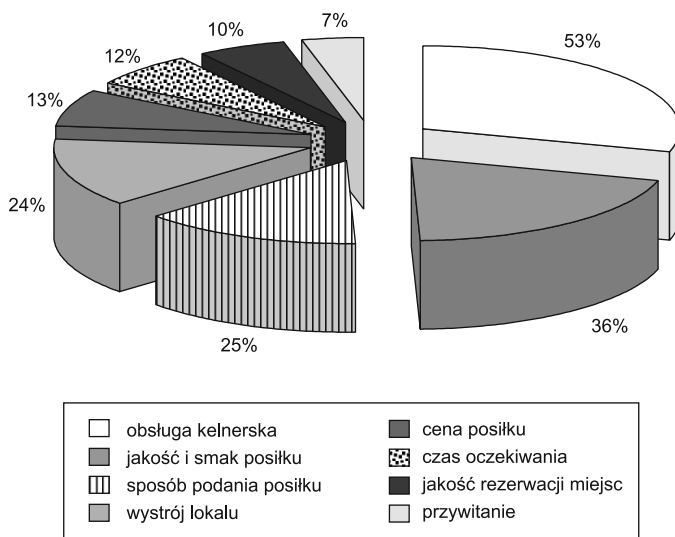 7%
10%
53%
12%
13%
24%
36%
25%
obsługa kelnerska
jakość i smak posiłku
sposób podania posiłku
wystrój lokalu
cena posiłku
czas oczekiwania
jakość rezerwacji miejsc
przywitanie